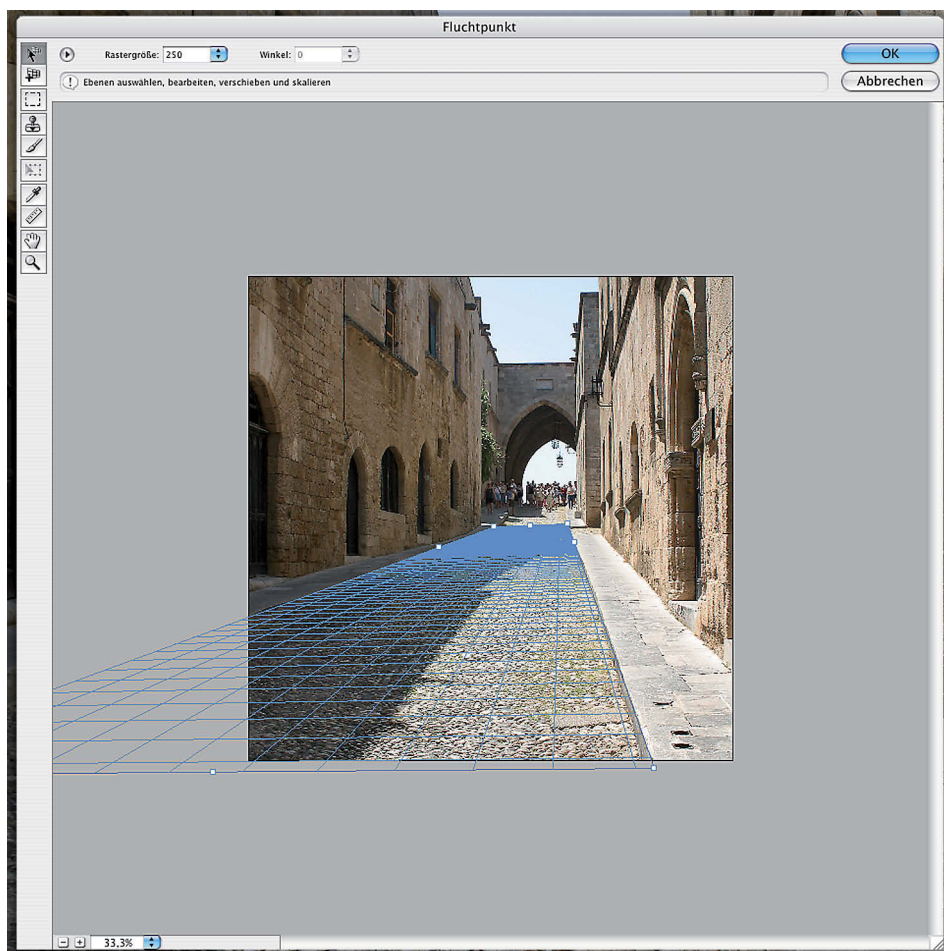 Fluchtpunkt
Rastergröße: 250 Winkel: 0 OK
Ebenen auswählen, bearbeiten, verschieben und skalieren Abbrechen
33,3%